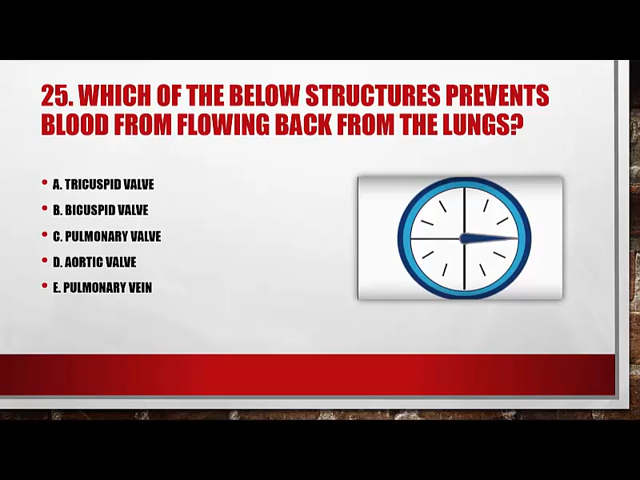 25. WHICH OF THE BELOW STRUCTURES PREVENTS
BLOOD FROM FLOWING BACK FROM THE LUNGS?
• A. TRICUSPID VALVE
• B. BICUSPID VALVE
• C. PULMONARY VALVE
• D. AORTIC VALVE
• E. PULMONARY VEIN